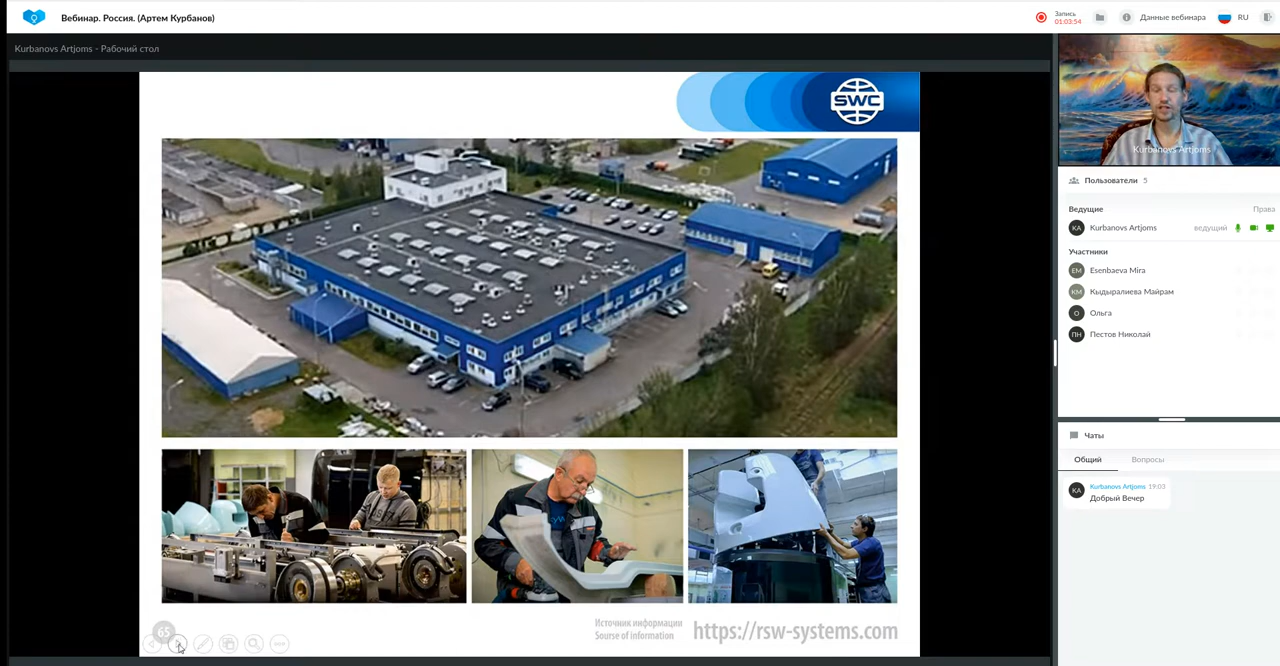 Вебинар. Россия. (Артем Курбанов)
Запись
01:03:54
Данные вебинара
RU
Kurbanovs Artjoms - Рабочий стол
SWC
Kurbanovs Artjoms
Пользователи 5
Ведущие Права
KA Kurbanovs Artjoms ведущий
Участники
EM Esenbaeva Mira
КМ Кыдыралиева Майрам
О Ольга
ПН Пестов Николай
Чаты
Общий Вопросы
KA Kurbanovs Artjoms 19:03
Добрый Вечер
65
Источник информации
Sourse of information
https://rsw-systems.com